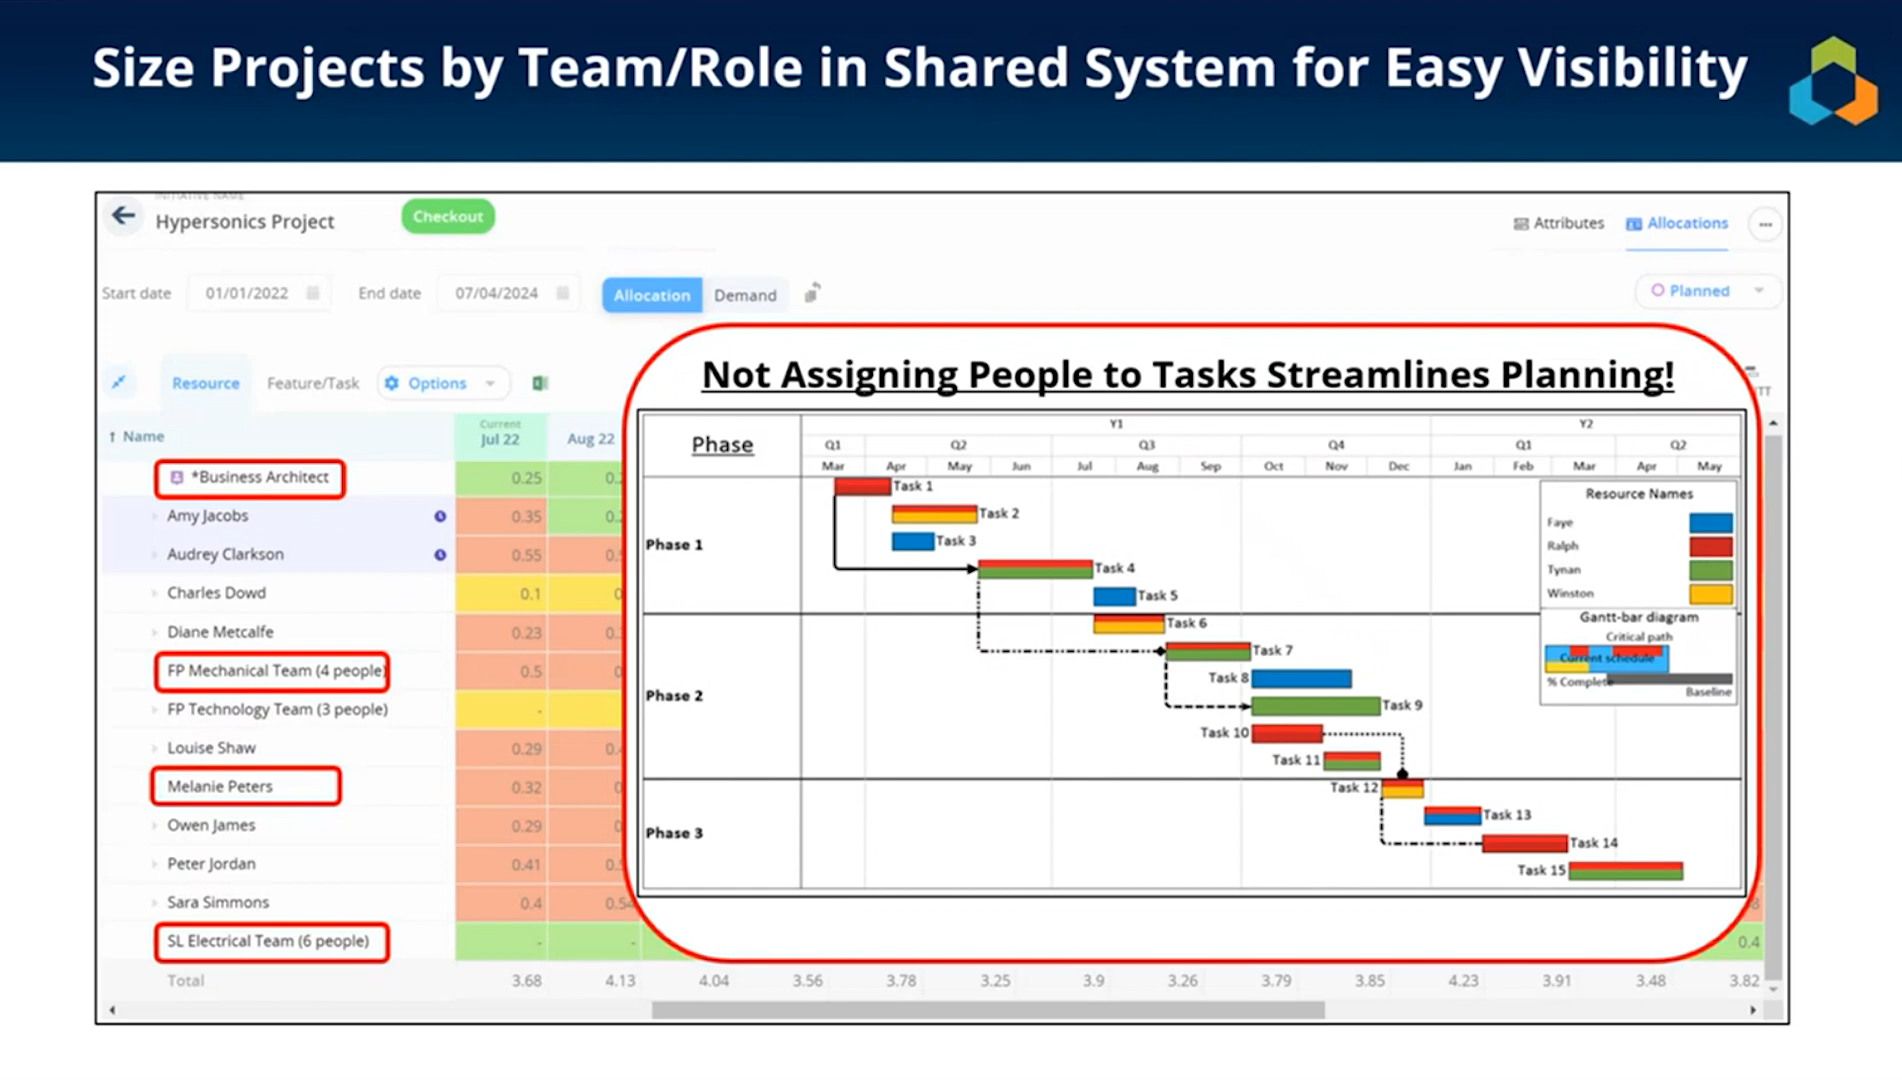 Size Projects by Team/Role in Shared System for Easy Visibility
INITIATIVE NAME
Hypersonics Project
Checkout
Attributes
Allocations
Start date
01/01/2022
End date
07/04/2024
Allocation
Demand
Planned
Resource
Feature/Task
Options
Not Assigning People to Tasks Streamlines Planning!
↑ Name
Current
Jul 22
Aug 22
*Business Architect
0.25
Amy Jacobs
0.35
Audrey Clarkson
0.55
Charles Dowd
0.1
Diane Metcalfe
0.23
FP Mechanical Team (4 people)
0.5
FP Technology Team (3 people)
-
Louise Shaw
0.29
Melanie Peters
0.32
Owen James
0.29
Peter Jordan
0.41
Sara Simmons
0.4
0.54
SL Electrical Team (6 people)
-
-
0.4
Total
3.68
4.13
4.04
3.56
3.78
3.25
3.9
3.26
3.79
3.85
4.23
3.91
3.48
3.82
Phase
Y1
Y2
Q1
Q2
Q3
Q4
Q1
Q2
Mar
Apr
May
Jun
Jul
Aug
Sep
Oct
Nov
Dec
Jan
Feb
Mar
Apr
May
Phase 1
Task 1
Task 2
Task 3
Task 4
Task 5
Phase 2
Task 6
Task 7
Task 8
Task 9
Task 10
Task 11
Phase 3
Task 12
Task 13
Task 14
Task 15
Resource Names
Faye
Ralph
Tynan
Winston
Gantt-bar diagram
Critical path
Current schedule
% Complete
Baseline